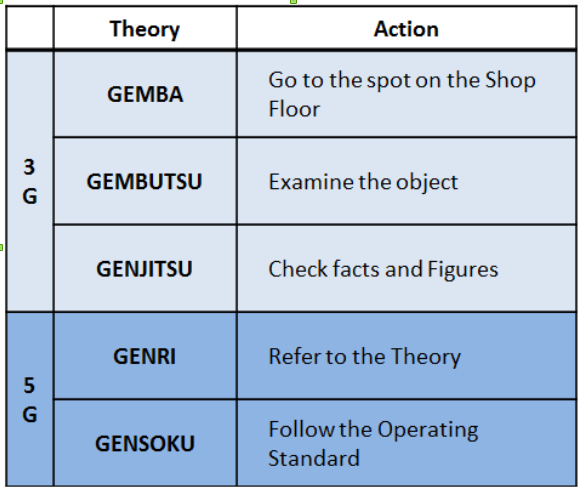 Theory Action
GEMBA Go to the spot on the Shop
Floor
3
G
GEMBUTSU Examine the object
GENJITSU Check facts and Figures
5
G
GENRI Refer to the Theory
GENSOKU Follow the Operating
Standard